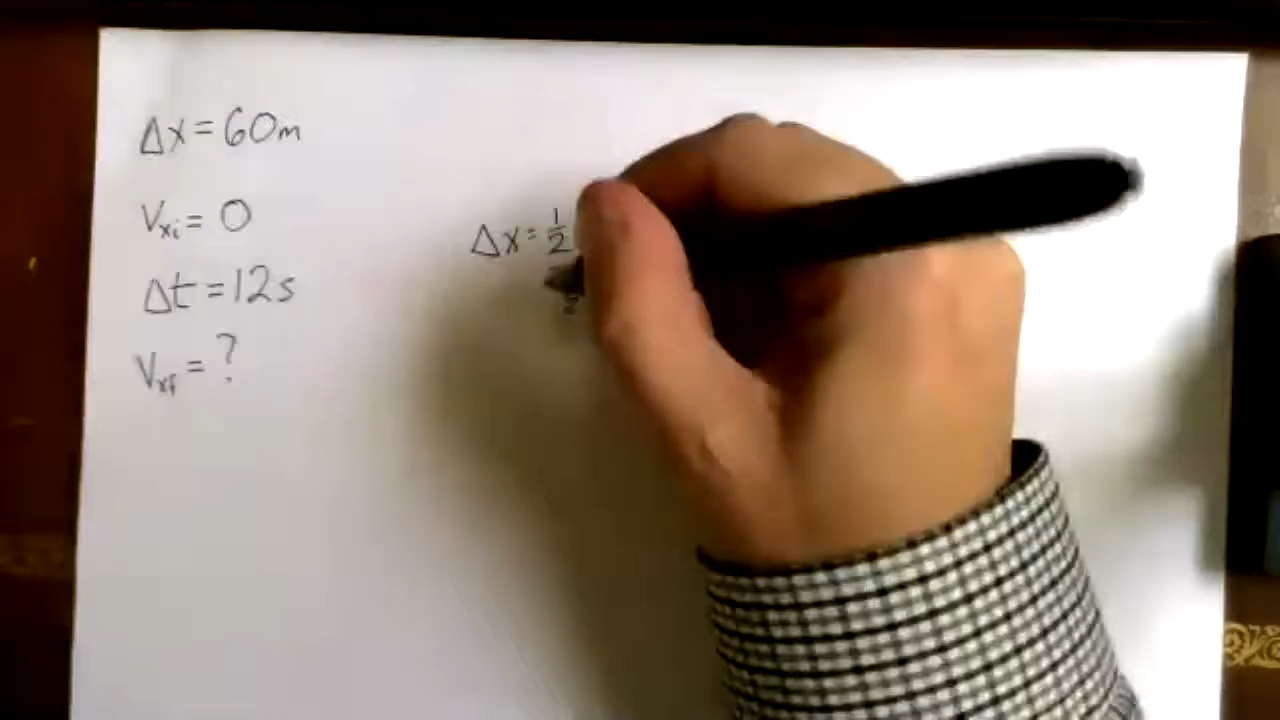 Δx = 60m
Vxi = 0
Δt = 12s
Vxf = ?
Δx = 1/2